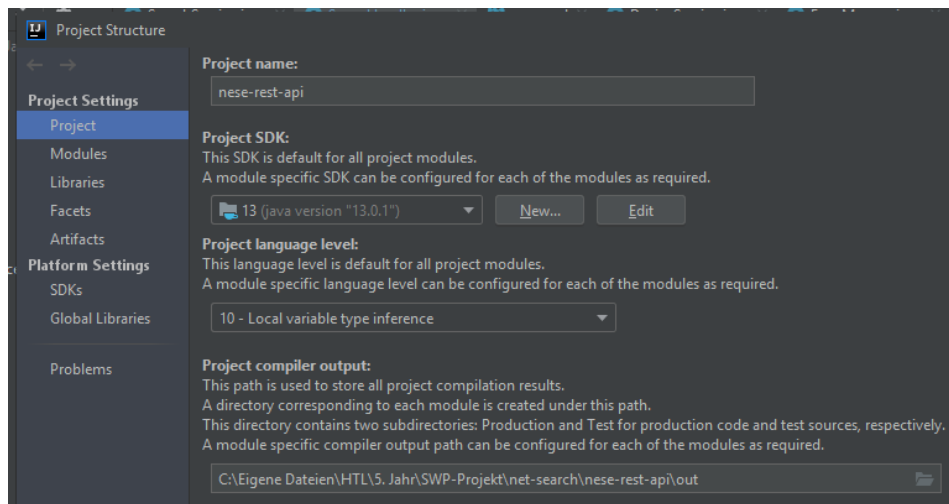 Project Structure
Project name:
nese-rest-api
Project Settings
Project
Modules
Libraries
Facets
Artifacts
Platform Settings
SDKs
Global Libraries
Problems
Project SDK:
This SDK is default for all project modules.
A module specific SDK can be configured for each of the modules as required.
13 (java version "13.0.1")
New...
Edit
Project language level:
This language level is default for all project modules.
A module specific language level can be configured for each of the modules as required.
10 - Local variable type inference
Project compiler output:
This path is used to store all project compilation results.
A directory corresponding to each module is created under this path.
This directory contains two subdirectories: Production and Test for production code and test sources, respectively.
A module specific compiler output path can be configured for each of the modules as required.
C:\Eigene Dateien\HTL\5. Jahr\SWP-Projekt\net-search\nese-rest-api\out